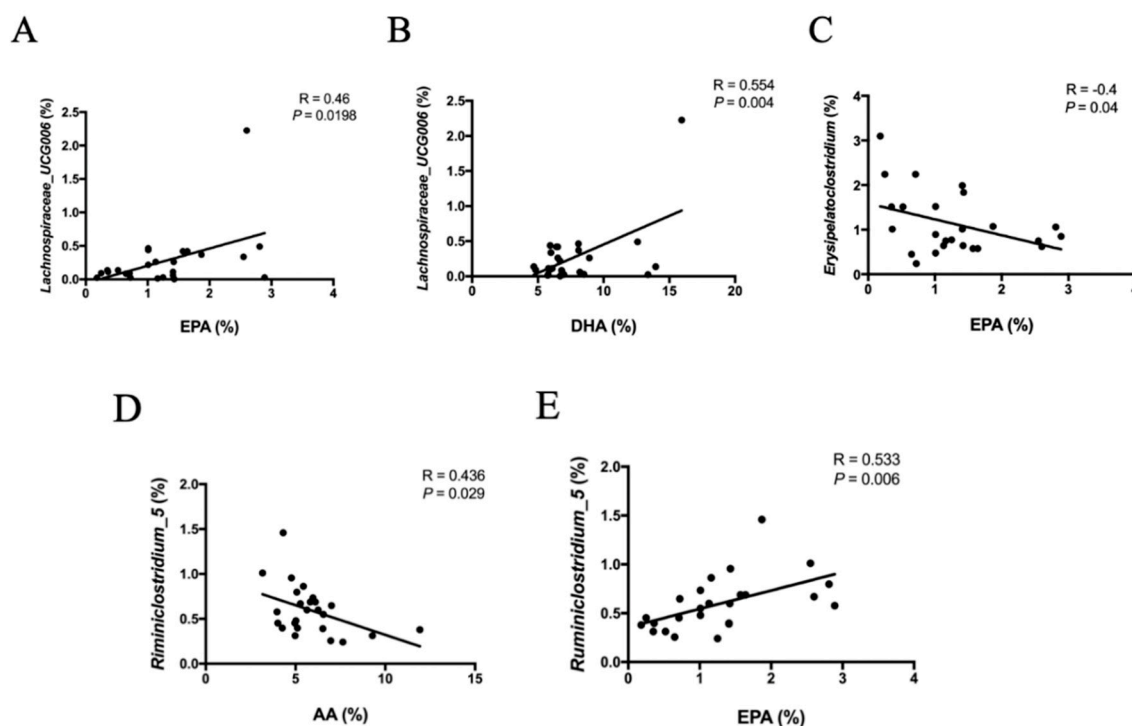 A
R = 0.46
P = 0.0198
Lachnospiraceae_UCG006 (%)
2.5
2.0
1.5
1.0
0.5
0.0
0 1 2 3 4
EPA (%)
B
R = 0.554
P = 0.004
Lachnospiraceae_UCG006 (%)
2.5
2.0
1.5
1.0
0.5
0.0
0 5 10 15 20
DHA (%)
C
R = -0.4
P = 0.04
Erysipelatoclostridium (%)
4
3
2
1
0
0 1 2 3 4
EPA (%)
D
R = 0.436
P = 0.029
Riminiclostridium_5 (%)
2.0
1.5
1.0
0.5
0.0
0 5 10 15
AA (%)
E
R = 0.533
P = 0.006
Ruminiclostridium_5 (%)
2.0
1.5
1.0
0.5
0.0
0 1 2 3 4
EPA (%)